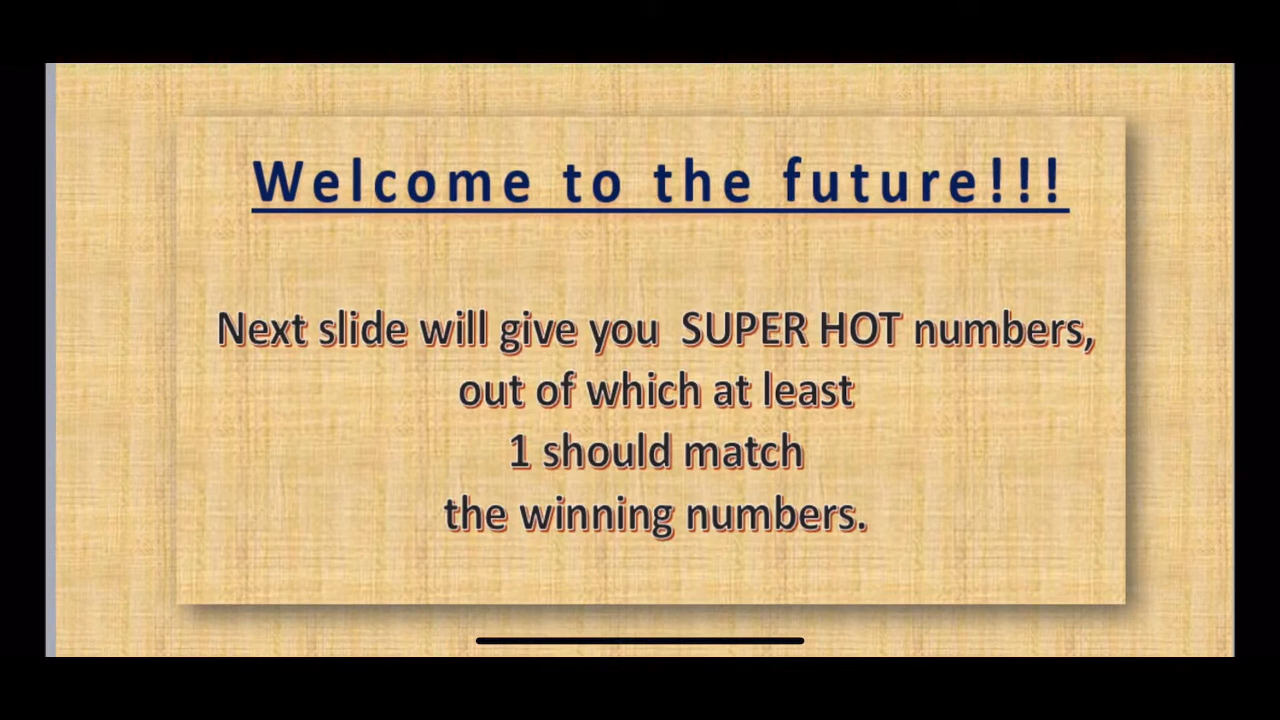 Welcome to the future!!!
Next slide will give you SUPER HOT numbers,
out of which at least
1 should match
the winning numbers.